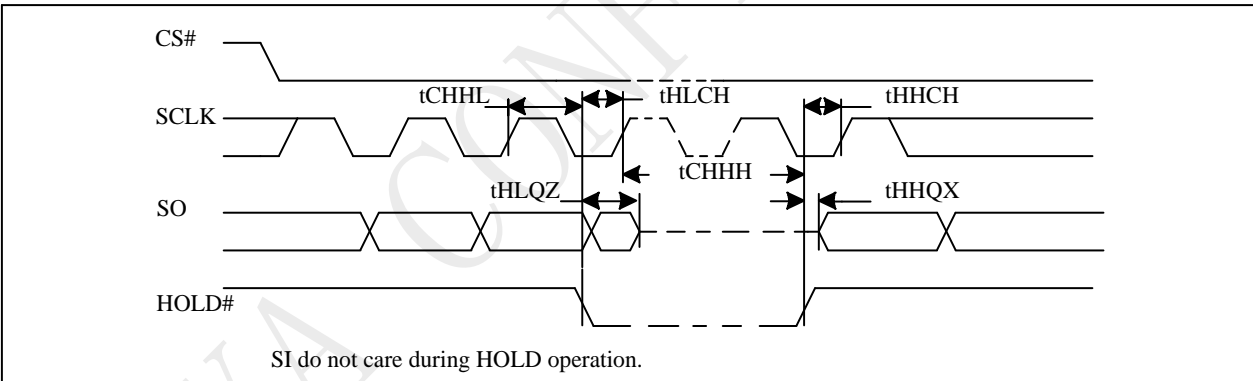 CS#
tCHHL tHLCH tHHCH
SCLK
tCHHH
tHLQZ tHHQX
SO
HOLD#
SI do not care during HOLD operation.